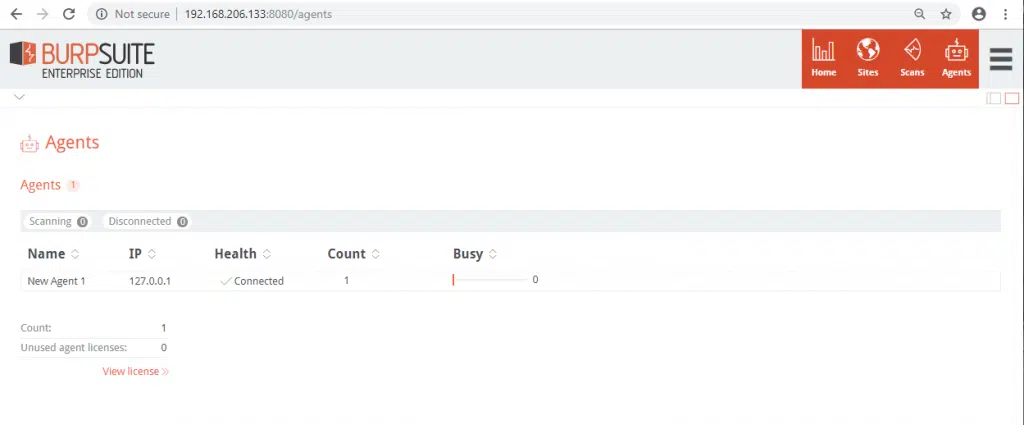 Not secure | 192.168.206.133:8080/agents
BURPSUITE
ENTERPRISE EDITION
Home Sites Scans Agents
Agents
Agents 1
Scanning 0 Disconnected 0
Name IP Health Count Busy
New Agent 1 127.0.0.1 Connected 1 0
Count: 1
Unused agent licenses: 0
View license »